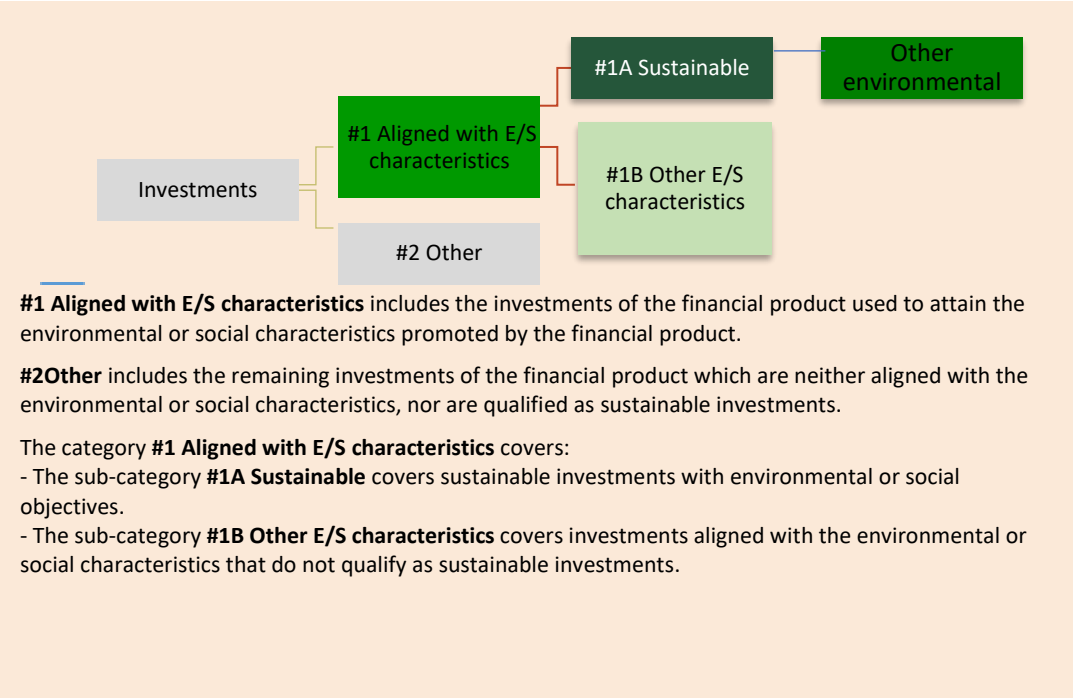 Other
environmental
#1A Sustainable
#1 Aligned with E/S
characteristics
#1B Other E/S
characteristics
Investments
#2 Other
#1 Aligned with E/S characteristics includes the investments of the financial product used to attain the
environmental or social characteristics promoted by the financial product.
#2Other includes the remaining investments of the financial product which are neither aligned with the
environmental or social characteristics, nor are qualified as sustainable investments.
The category #1 Aligned with E/S characteristics covers:
- The sub-category #1A Sustainable covers sustainable investments with environmental or social
objectives.
- The sub-category #1B Other E/S characteristics covers investments aligned with the environmental or
social characteristics that do not qualify as sustainable investments.